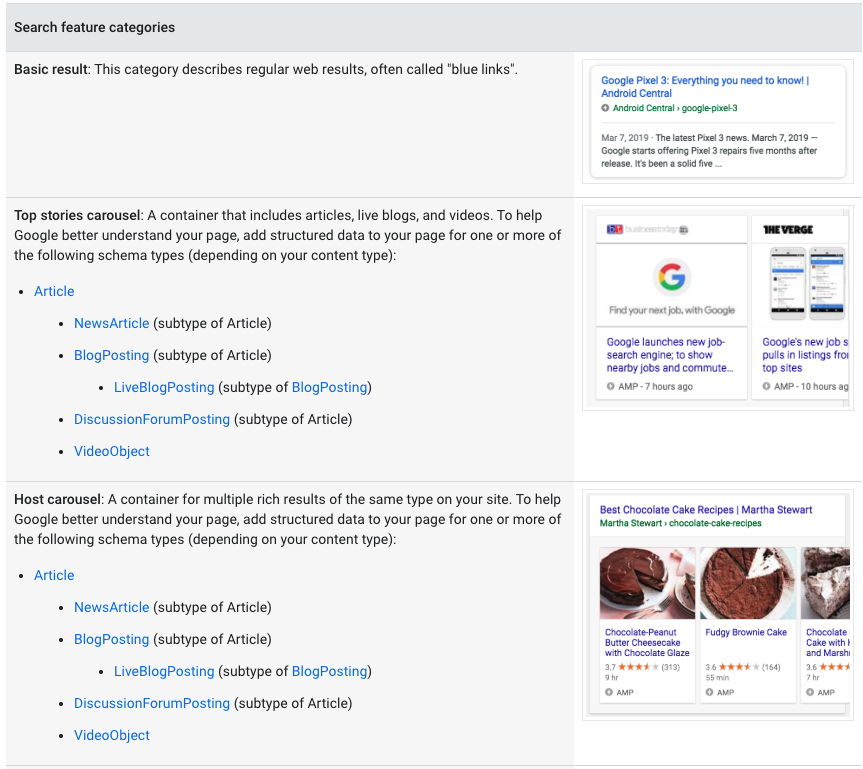 Search feature categories
Basic result: This category describes regular web results, often called "blue links".
Google Pixel 3: Everything you need to know! |
Android Central
Android Central › google-pixel-3
Mar 7, 2019 · The latest Pixel 3 news. March 7, 2019 —
Google starts offering Pixel 3 repairs five months after
release. It's been a solid five ...
Top stories carousel: A container that includes articles, live blogs, and videos. To help
Google better understand your page, add structured data to your page for one or more of
the following schema types (depending on your content type):
• Article
• NewsArticle (subtype of Article)
• BlogPosting (subtype of Article)
• LiveBlogPosting (subtype of BlogPosting)
• DiscussionForumPosting (subtype of Article)
• VideoObject
bt businesstoday in
Find your next job, with Google
Google launches new job-
search engine; to show
nearby jobs and commute...
AMP - 7 hours ago
THE VERGE
Google's new job s
pulls in listings fro
top sites
AMP - 10 hours ag
Host carousel: A container for multiple rich results of the same type on your site. To help
Google better understand your page, add structured data to your page for one or more of
the following schema types (depending on your content type):
• Article
• NewsArticle (subtype of Article)
• BlogPosting (subtype of Article)
• LiveBlogPosting (subtype of BlogPosting)
• DiscussionForumPosting (subtype of Article)
• VideoObject
Best Chocolate Cake Recipes | Martha Stewart
Martha Stewart › chocolate-cake-recipes
Chocolate-Peanut
Butter Cheesecake
with Chocolate Glaze
3.7 ★★★★★ (313)
9 hr
AMP
Fudgy Brownie Cake
3.6 ★★★★★ (164)
55 min
AMP
Chocolate
Cake with
and Marsh
3.6 ★★★★
7 hr
AMP